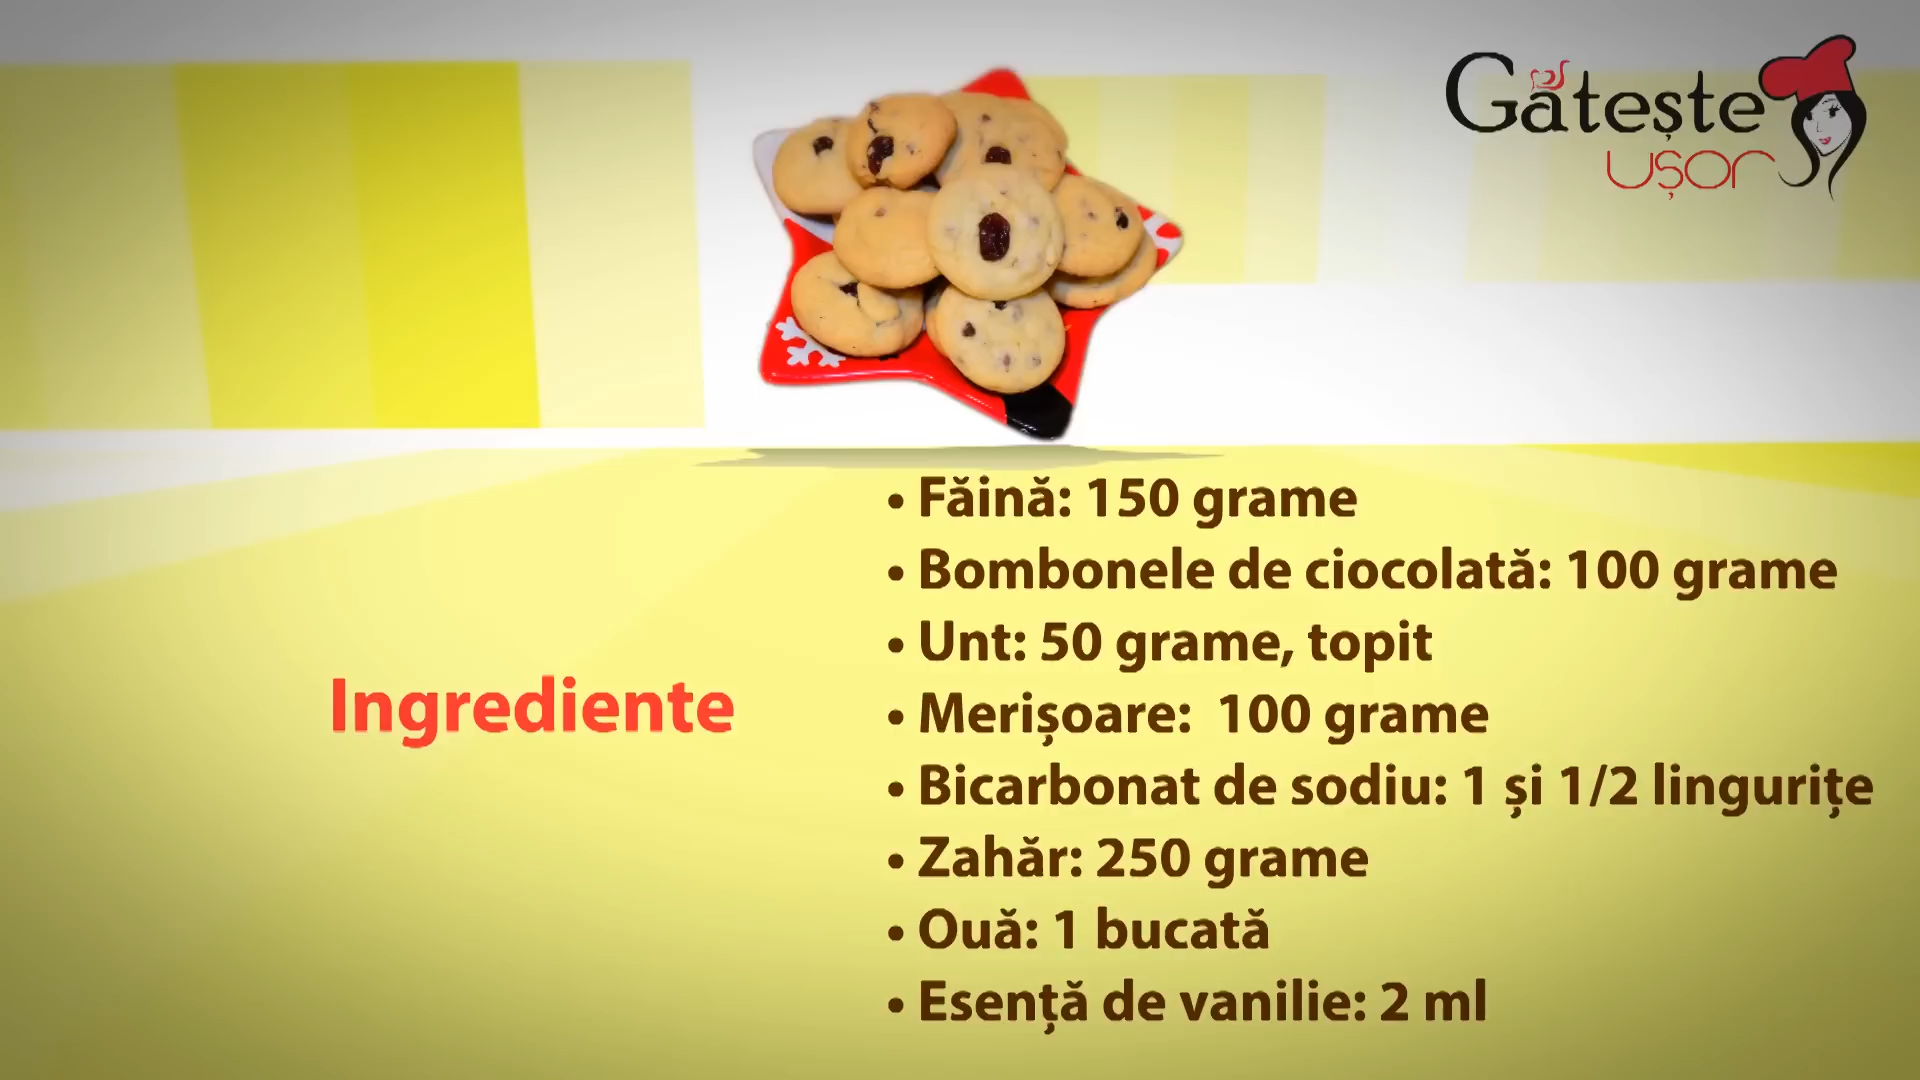 Gătește
ușor
Ingrediente
• Făină: 150 grame
• Bombonele de ciocolată: 100 grame
• Unt: 50 grame, topit
• Merișoare:  100 grame
• Bicarbonat de sodiu: 1 și 1/2 lingurițe
• Zahăr: 250 grame
• Ouă: 1 bucată
• Esență de vanilie: 2 ml